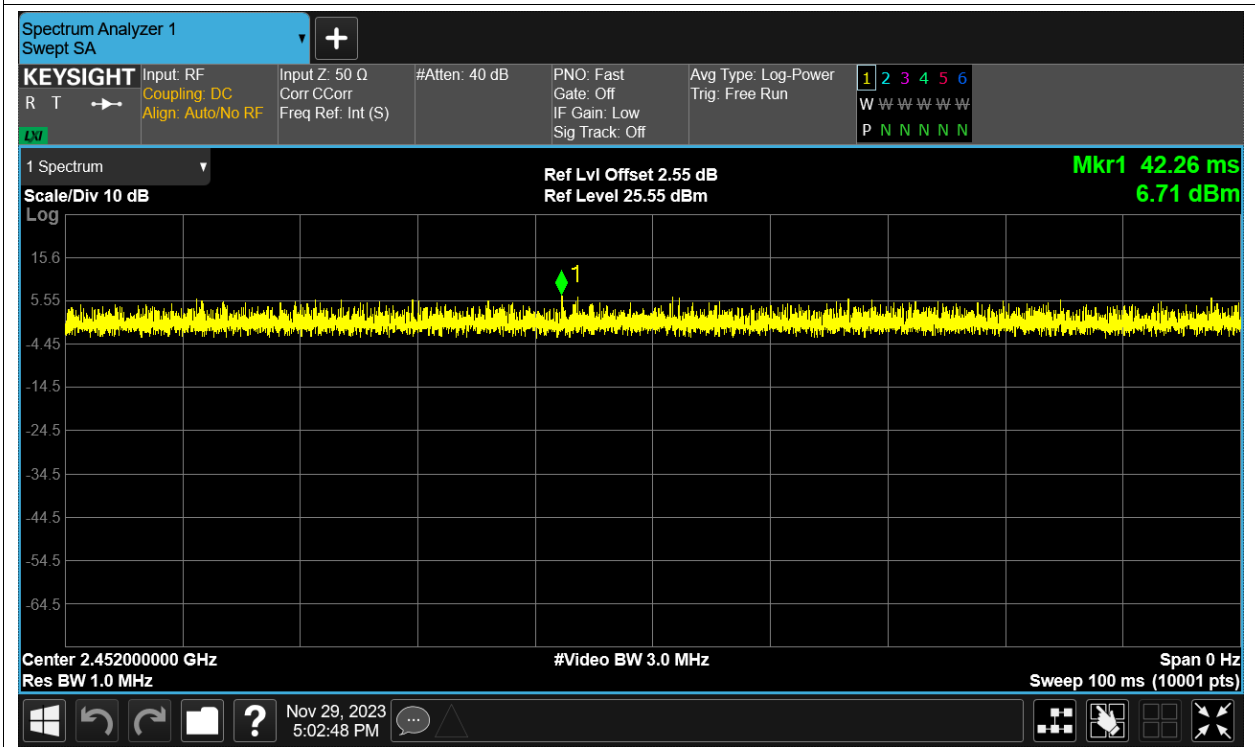 Spectrum Analyzer 1
Swept SA
+
KEYSIGHT
R T
LXI
Input: RF
Coupling: DC
Align: Auto/No RF
Input Z: 50 Ω
Corr CCorr
Freq Ref: Int (S)
#Atten: 40 dB
PNO: Fast
Gate: Off
IF Gain: Low
Sig Track: Off
Avg Type: Log-Power
Trig: Free Run
1 2 3 4 5 6
W W W W W W
P N N N N N
1 Spectrum
Scale/Div 10 dB
Log
Ref Lvl Offset 2.55 dB
Ref Level 25.55 dBm
Mkr1 42.26 ms
6.71 dBm
1
15.6
5.55
-4.45
-14.5
-24.5
-34.5
-44.5
-54.5
-64.5
Center 2.452000000 GHz
Res BW 1.0 MHz
#Video BW 3.0 MHz
Span 0 Hz
Sweep 100 ms (10001 pts)
?
Nov 29, 2023
5:02:48 PM